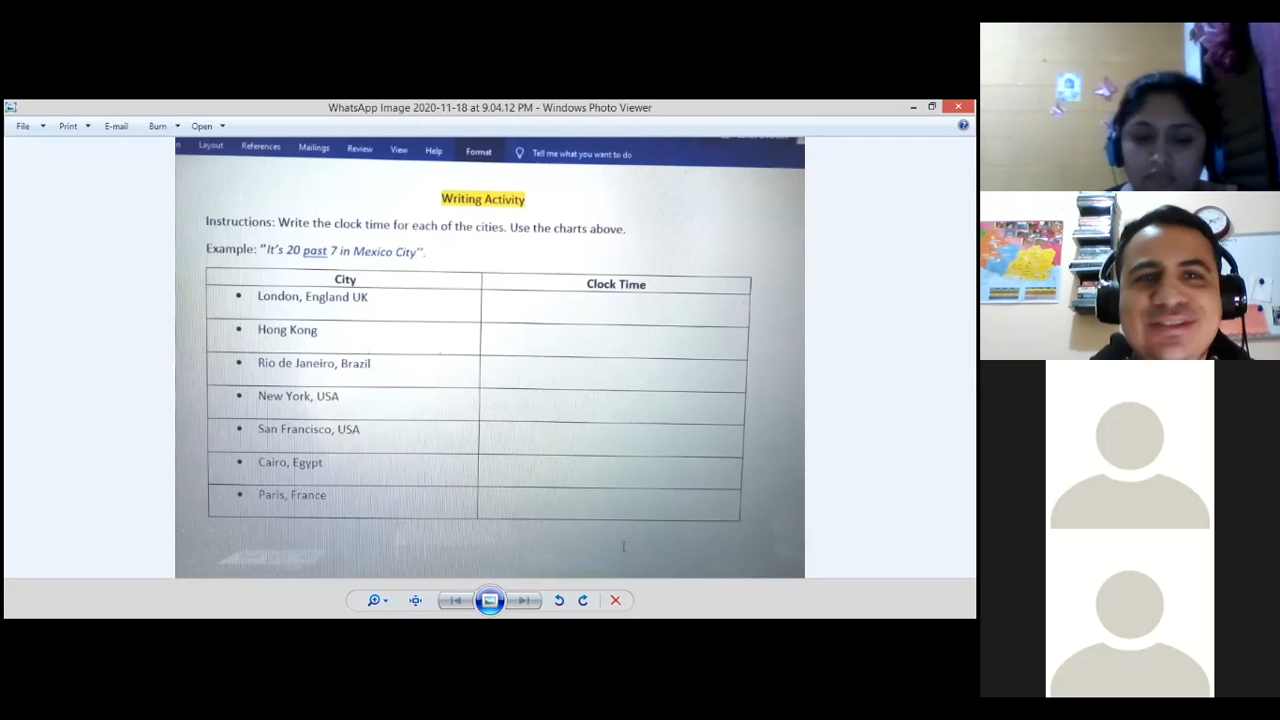 WhatsApp Image 2020-11-18 at 9.04.12 PM - Windows Photo Viewer
File Print E-mail Burn Open
Layout References Mailings Review View Help Format Tell me what you want to do
Writing Activity
Instructions: Write the clock time for each of the cities. Use the charts above.
Example: “It's 20 past 7 in Mexico City”.
City Clock Time
• London, England UK
• Hong Kong
• Rio de Janeiro, Brazil
• New York, USA
• San Francisco, USA
• Cairo, Egypt
• Paris, France